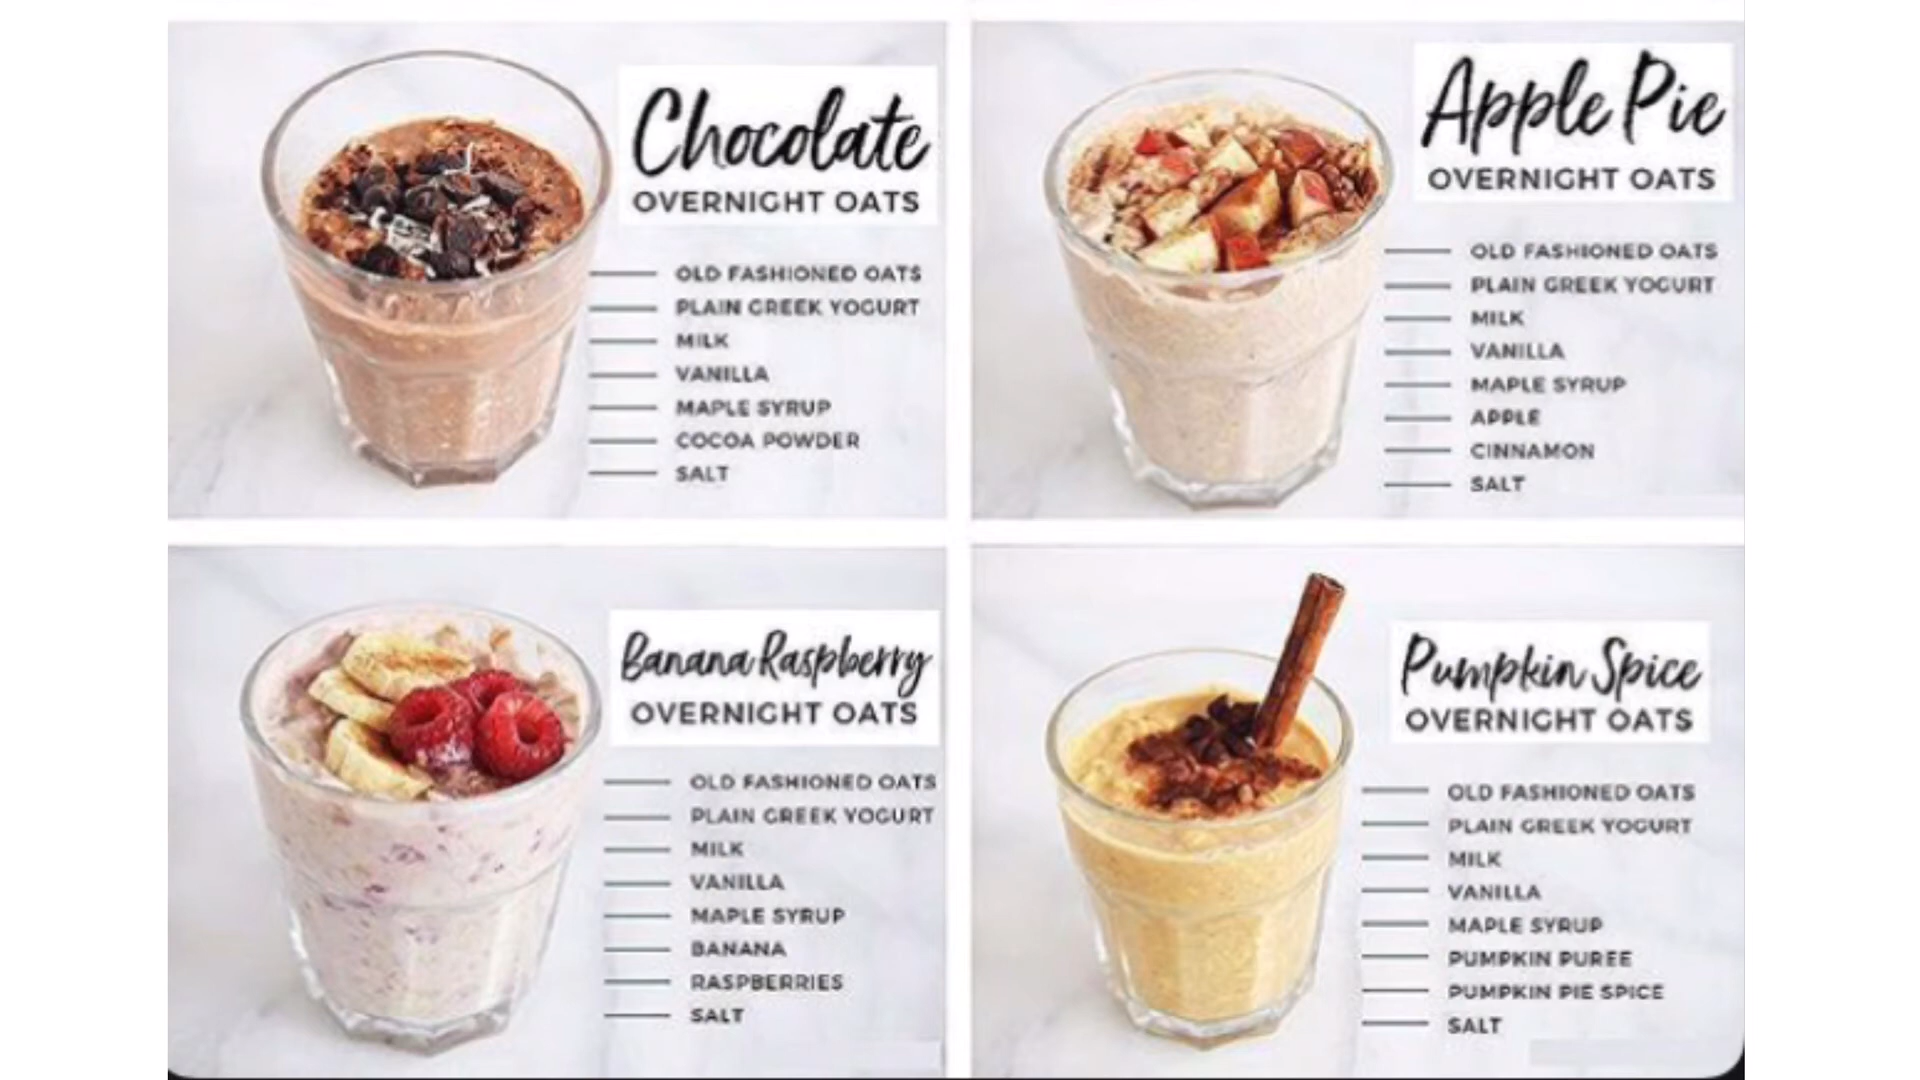 Chocolate
OVERNIGHT OATS
OLD FASHIONED OATS
PLAIN GREEK YOGURT
MILK
VANILLA
MAPLE SYRUP
COCOA POWDER
SALT
Apple Pie
OVERNIGHT OATS
OLD FASHIONED OATS
PLAIN GREEK YOGURT
MILK
VANILLA
MAPLE SYRUP
APPLE
CINNAMON
SALT
Banana Raspberry
OVERNIGHT OATS
OLD FASHIONED OATS
PLAIN GREEK YOGURT
MILK
VANILLA
MAPLE SYRUP
BANANA
RASPBERRIES
SALT
Pumpkin Spice
OVERNIGHT OATS
OLD FASHIONED OATS
PLAIN GREEK YOGURT
MILK
VANILLA
MAPLE SYRUP
PUMPKIN PUREE
PUMPKIN PIE SPICE
SALT